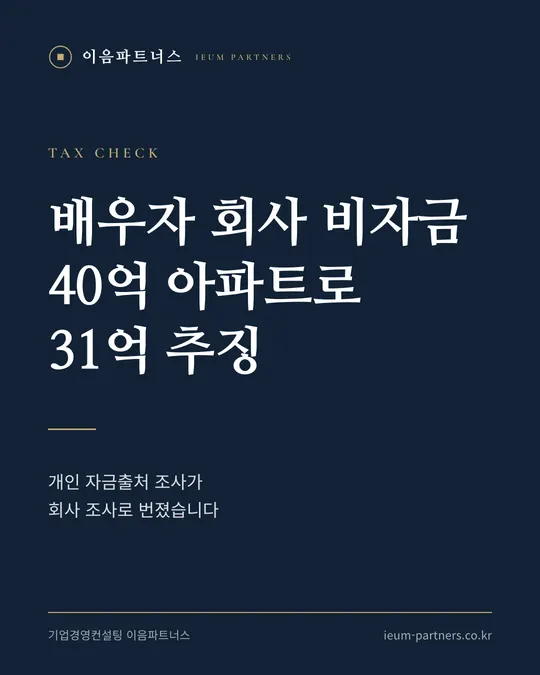 이음파트너스 IEUM PARTNERS
TAX CHECK
배우자 회사 비자금
40억 아파트로
31억 추징
개인 자금출처 조사가
회사 조사로 번졌습니다
기업경영컨설팅 이음파트너스
ieum-partners.co.kr